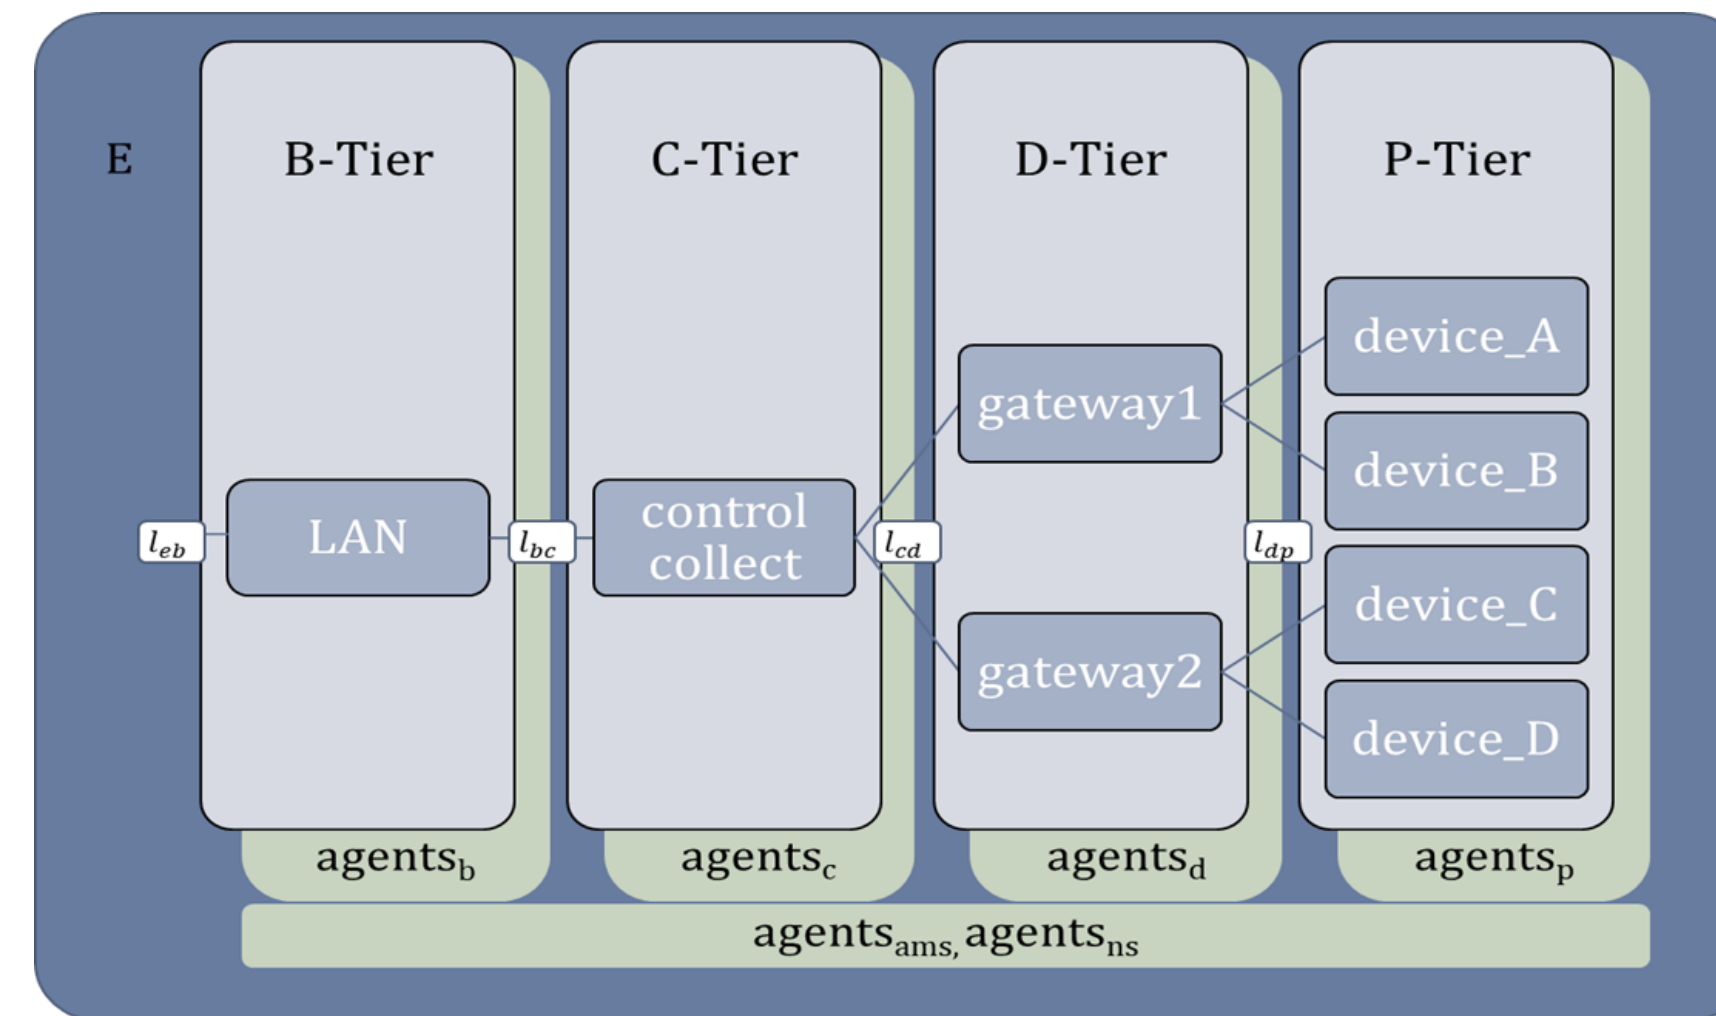 E
B-Tier
C-Tier
D-Tier
P-Tier
device_A
gateway1
device_B
l_eb
LAN
l_bc
control
collect
l_cd
l_dp
device_C
gateway2
device_D
agents_b
agents_c
agents_d
agents_p
agents_ams, agents_ns